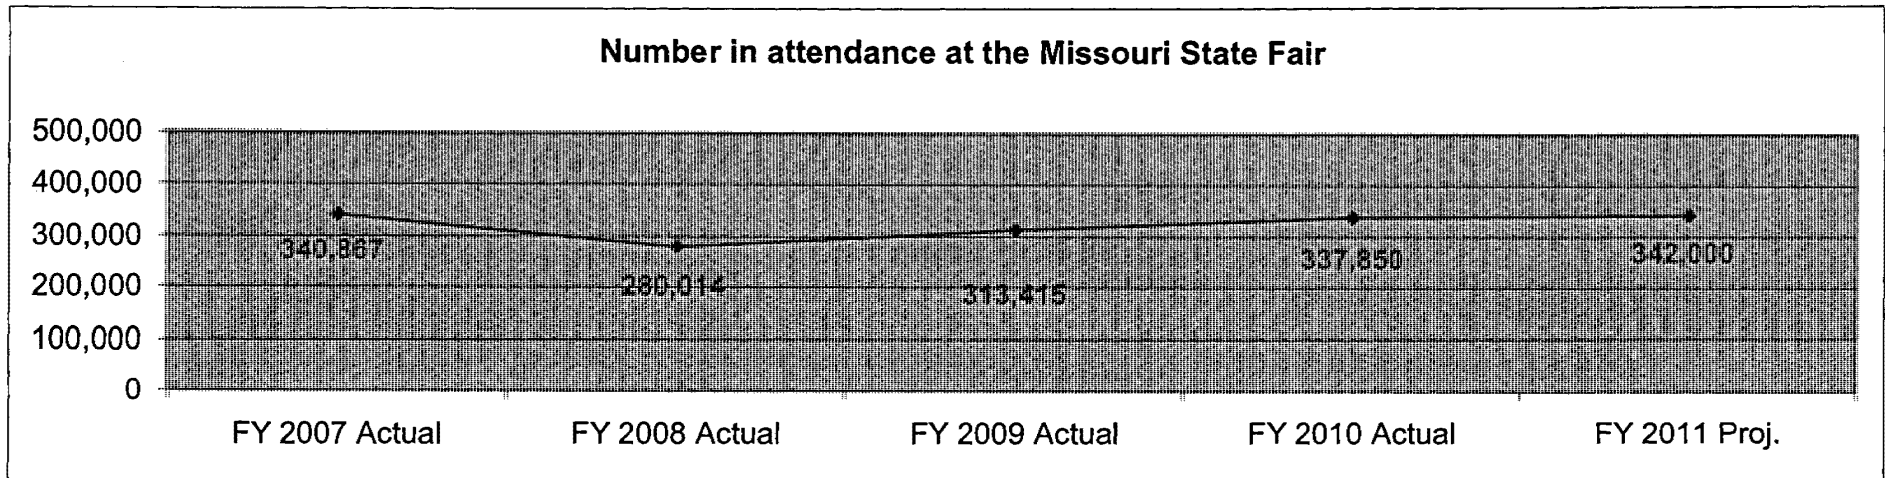 Number in attendance at the Missouri State Fair
500,000
400,000
300,000
200,000
100,000
0
340,867
280,014
313,415
337,850
342,000
FY 2007 Actual
FY 2008 Actual
FY 2009 Actual
FY 2010 Actual
FY 2011 Proj.